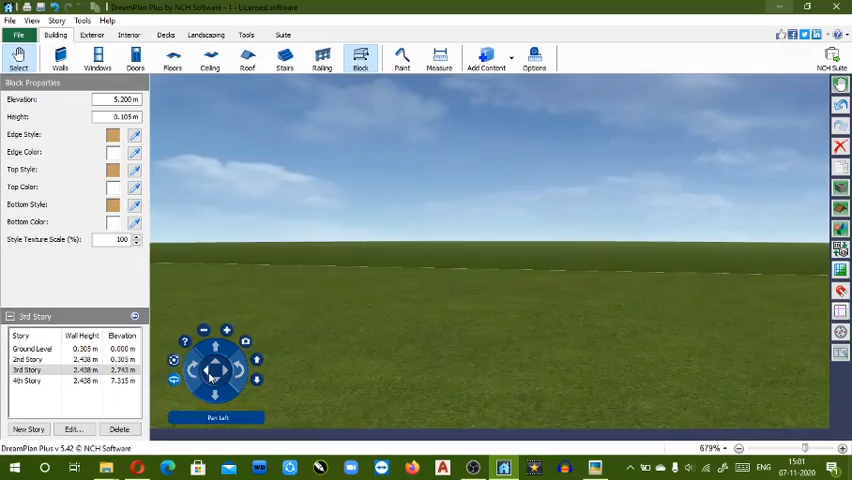 DreamPlan Plus by NCH Software - 1 - Licensed software
File View Story Tools Help
File Building Exterior Interior Decks Landscaping Tools Suite
Select Walls Windows Doors Floors Ceiling Roof Stairs Railing Block Paint Measure Add Content Options NCH Suite
Block Properties
Elevation: 5.200 m
Height: 0.105 m
Edge Style:
Edge Color:
Top Style:
Top Color:
Bottom Style:
Bottom Color:
Style Texture Scale (%): 100
3rd Story
Story Wall Height Elevation
Ground Level 0.305 m 0.000 m
2nd Story 2.438 m 0.305 m
3rd Story 2.438 m 2.743 m
4th Story 2.438 m 7.315 m
Pan Left
New Story Edit... Delete
DreamPlan Plus v 5.42 © NCH Software 679%
ENG 15:01
07-11-2020